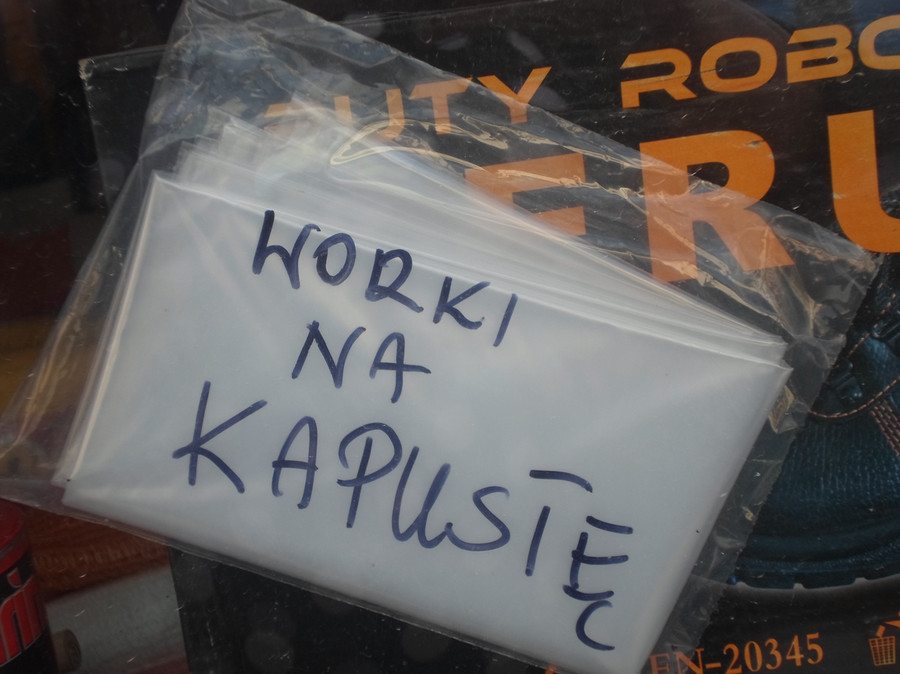 WORKI
NA
KAPUSTĘ
UTY ROBO
ERU
EN-20345